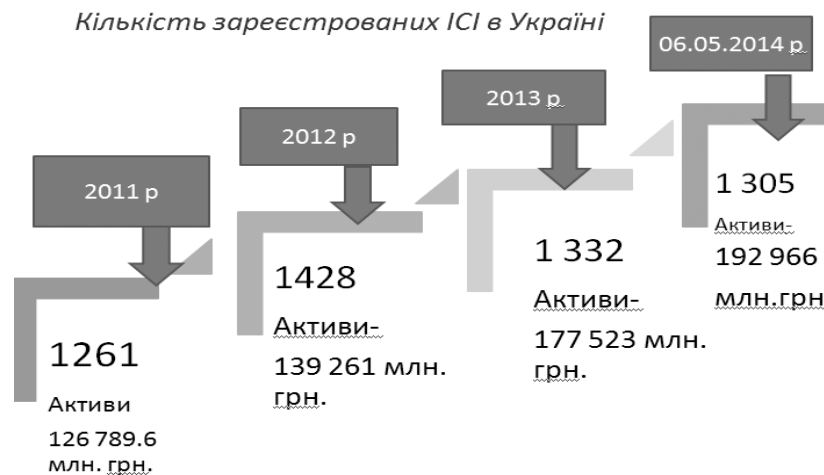 Кількість зареєстрованих ІСІ в Україні
2011 р
1261
Активи
126 789.6
млн. грн.
2012 р
1428
Активи-
139 261 млн.
грн.
2013 р
1 332
Активи-
177 523 млн.
грн.
06.05.2014 р
1 305
Активи-
192 966
млн.грн